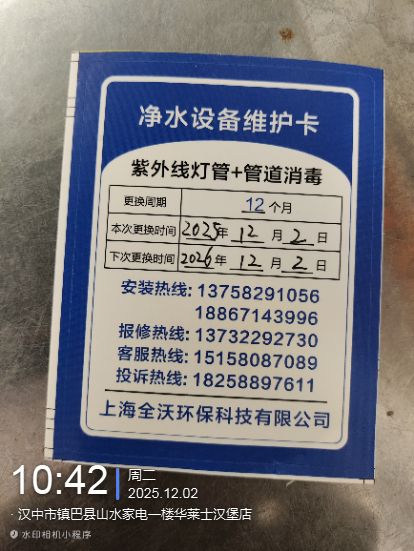 净水设备维护卡
紫外线灯管+管道消毒
更换周期 12 个月
本次更换时间 2025年 12 月 2 日
下次更换时间 2026年 12 月 2 日
安装热线: 13758291056
18867143996
报修热线: 13732292730
客服热线: 15158087089
投诉热线: 18258897611
上海全沃环保科技有限公司
10:42 周二
2025.12.02
· 汉中市镇巴县山水家电一楼华莱士汉堡店
水印相机小程序